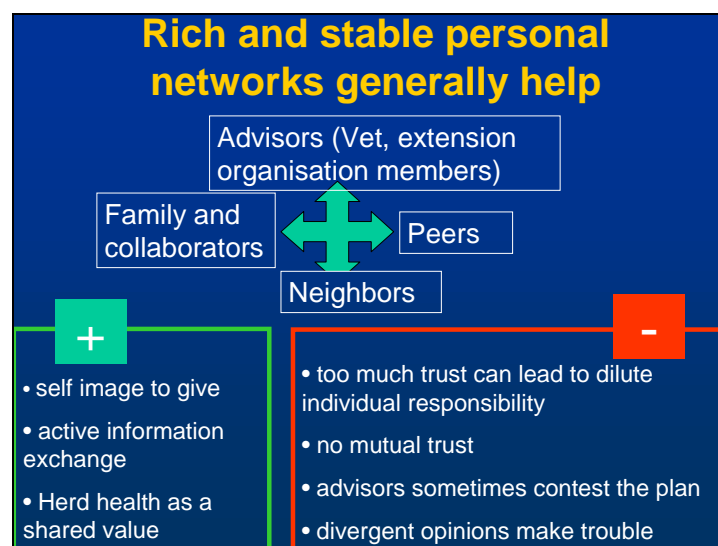 Rich and stable personal
networks generally help
Advisors (Vet, extension
organisation members)
Family and
collaborators
Peers
Neighbors
+
• self image to give
• active information
exchange
• Herd health as a
shared value
-
• too much trust can lead to dilute
individual responsibility
• no mutual trust
• advisors sometimes contest the plan
• divergent opinions make trouble